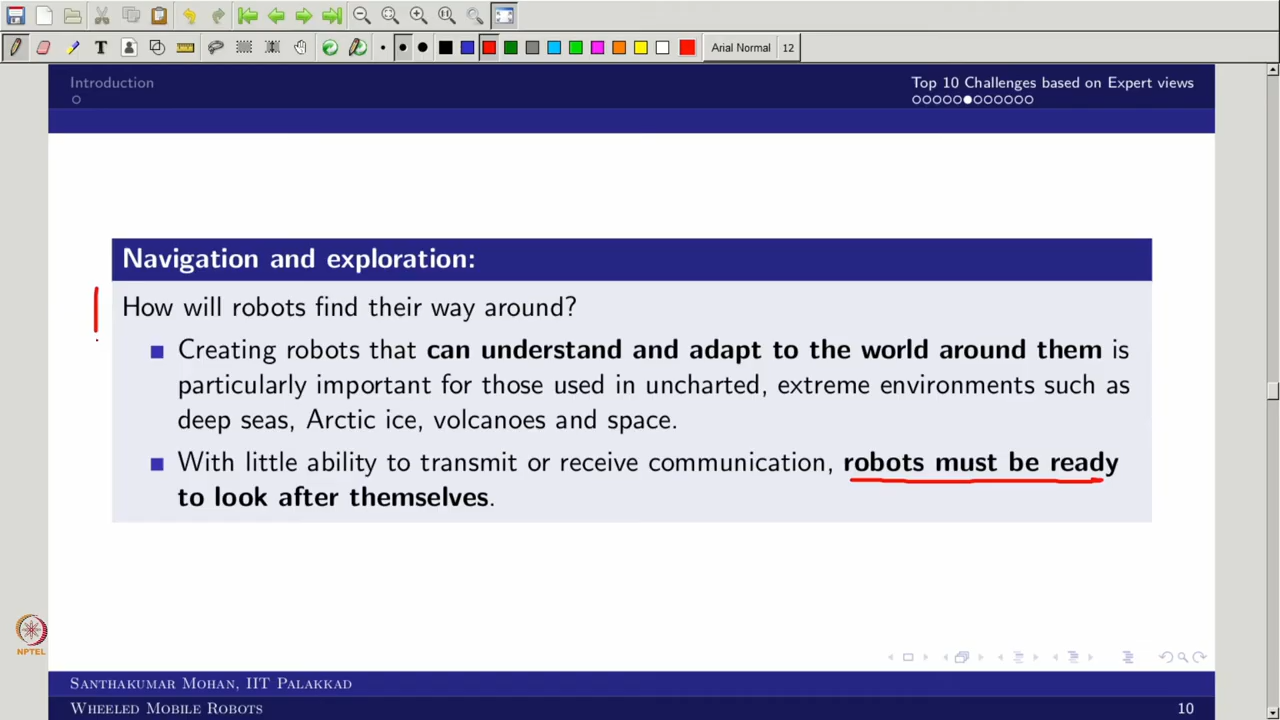 Arial Normal 12
Introduction
Top 10 Challenges based on Expert views
Navigation and exploration:
How will robots find their way around?
Creating robots that can understand and adapt to the world around them is
particularly important for those used in uncharted, extreme environments such as
deep seas, Arctic ice, volcanoes and space.
With little ability to transmit or receive communication, robots must be ready
to look after themselves.
NPTEL
Santhakumar Mohan, IIT Palakkad
Wheeled Mobile Robots
10